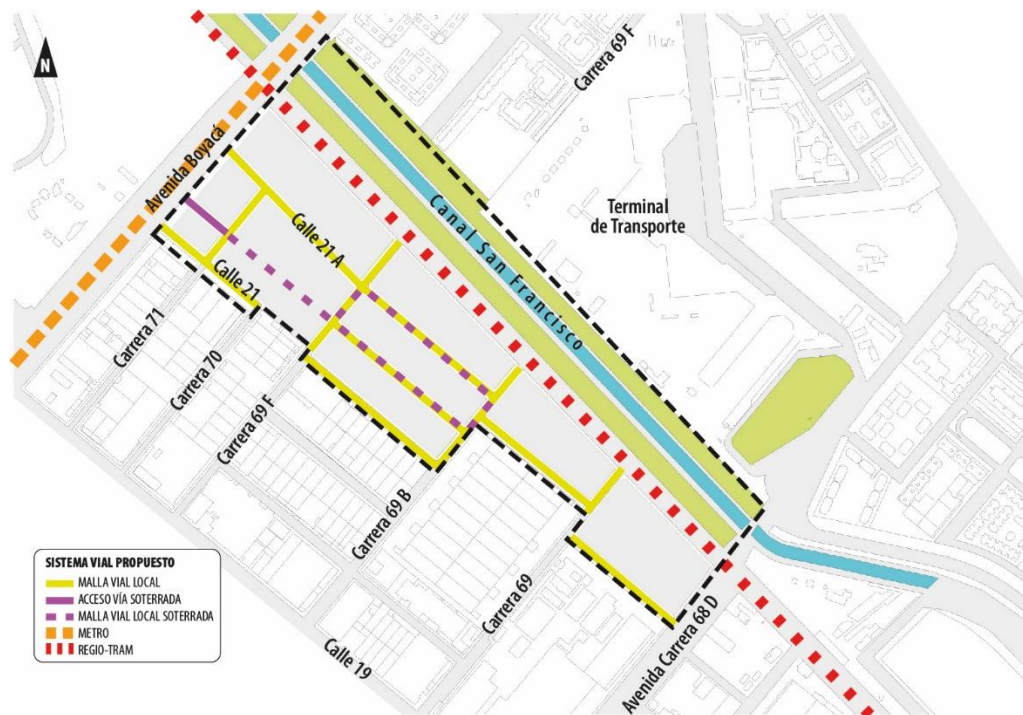 N
Carrera 69 F
Avenida Boyacá
Terminal
de Transporte
Canal San Francisco
Calle 21 A
Calle 21
Carrera 71
Carrera 70
Carrera 69 F
Carrera 69 B
Carrera 69
Avenida Carrera 68 D
Calle 19
SISTEMA VIAL PROPUESTO
MALLA VIAL LOCAL
ACCESO VÍA SOTERRADA
MALLA VIAL LOCAL SOTERRADA
METRO
REGIO-TRAM